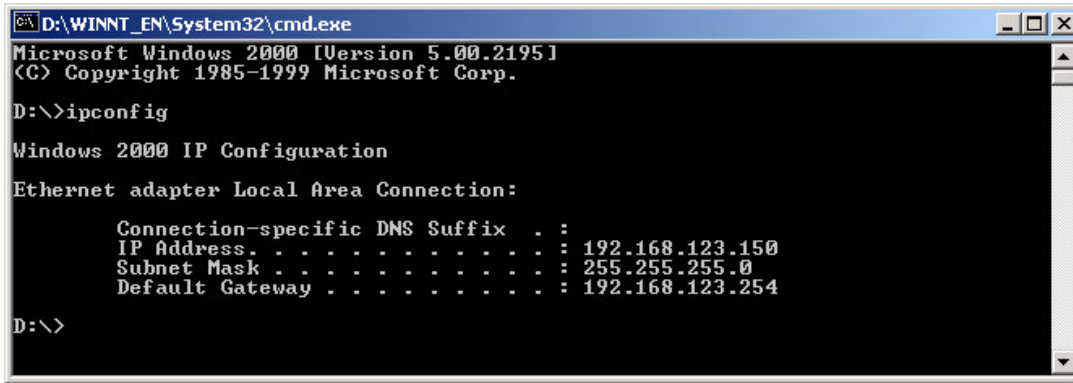 D:\WINNT_EN\System32\cmd.exe
Microsoft Windows 2000 [Version 5.00.2195]
(C) Copyright 1985-1999 Microsoft Corp.
D:\>ipconfig
Windows 2000 IP Configuration
Ethernet adapter Local Area Connection:
Connection-specific DNS Suffix . :
IP Address. . . . . . . . . . . . : 192.168.123.150
Subnet Mask . . . . . . . . . . . : 255.255.255.0
Default Gateway . . . . . . . . . : 192.168.123.254
D:\>